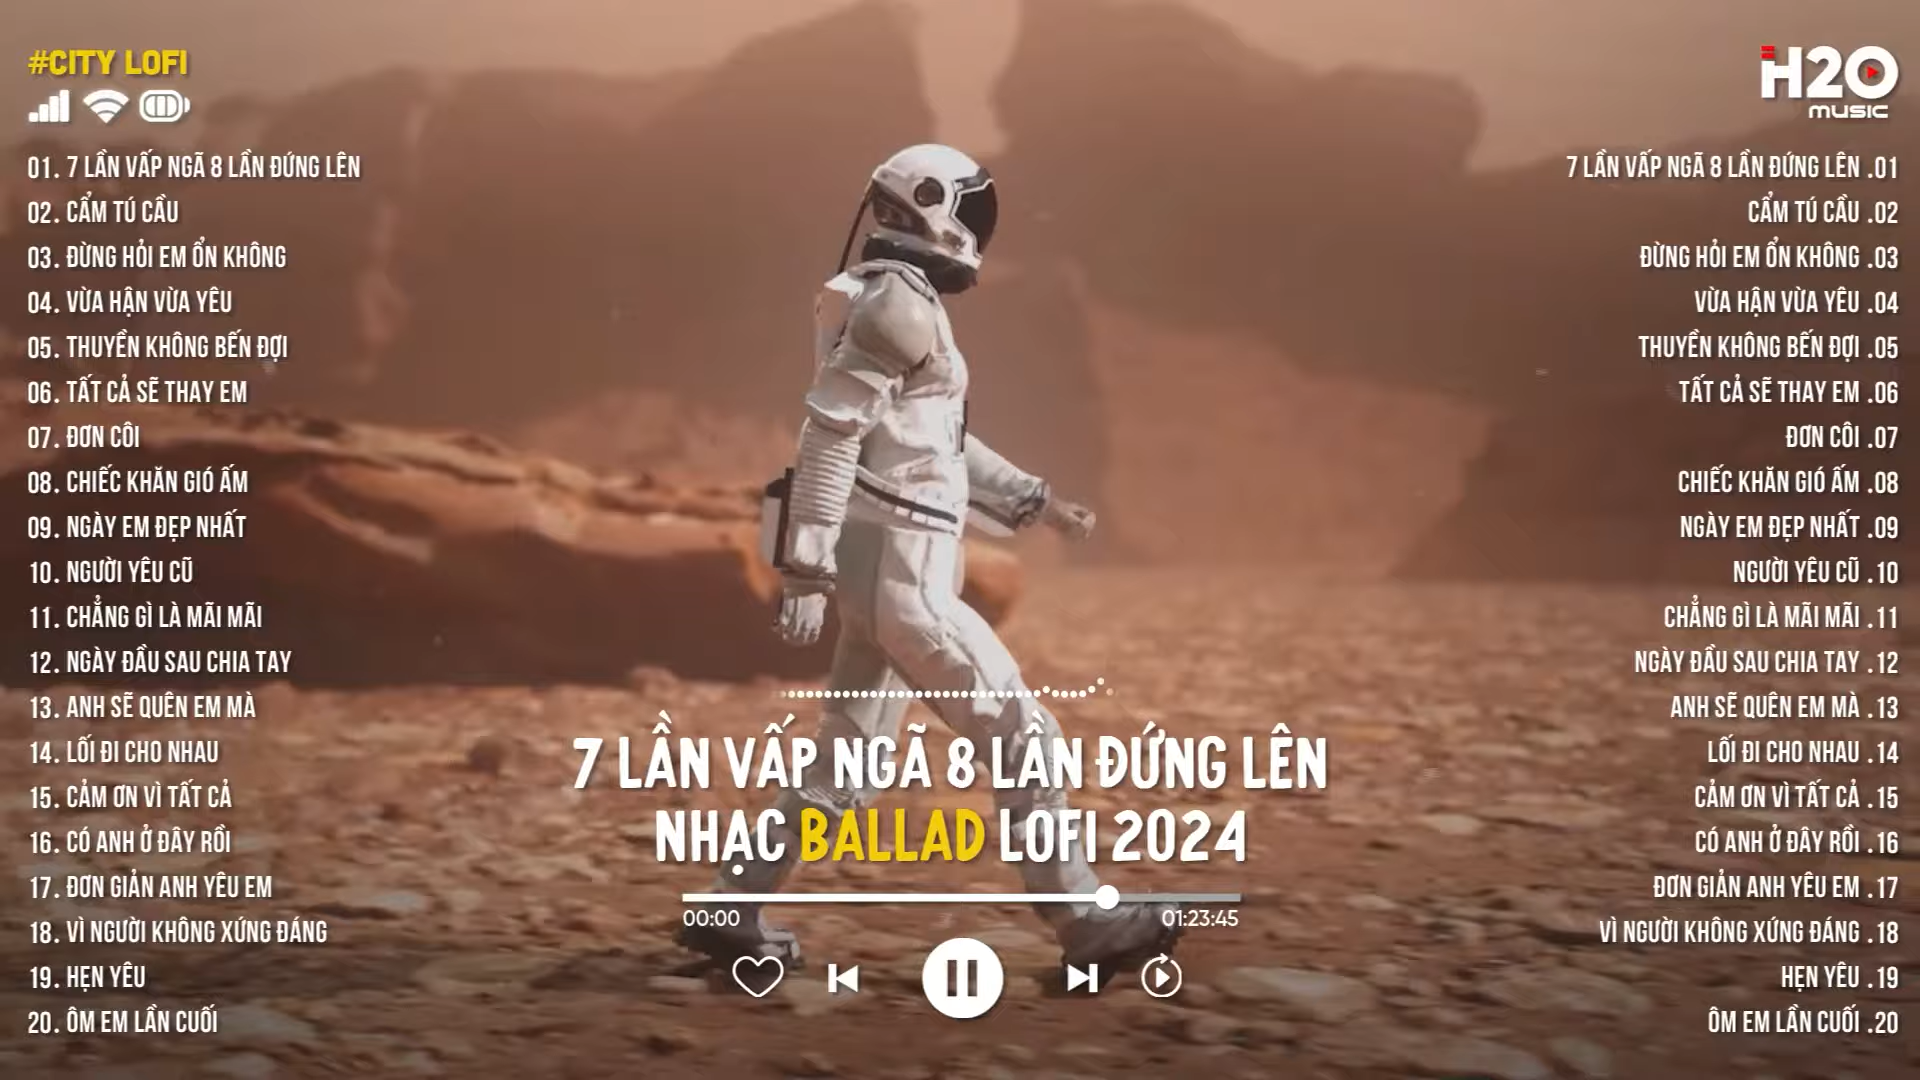 #CITY LOFI
H2O
MUSIC
01. 7 LẦN VẤP NGÃ 8 LẦN ĐỨNG LÊN
02. CẨM TÚ CẦU
03. ĐỪNG HỎI EM ỔN KHÔNG
04. VỪA HẬN VỪA YÊU
05. THUYỀN KHÔNG BẾN ĐỢI
06. TẤT CẢ SẼ THAY EM
07. ĐƠN CÔI
08. CHIẾC KHĂN GIÓ ẤM
09. NGÀY EM ĐẸP NHẤT
10. NGƯỜI YÊU CŨ
11. CHẲNG GÌ LÀ MÃI MÃI
12. NGÀY ĐẦU SAU CHIA TAY
13. ANH SẼ QUÊN EM MÀ
14. LỐI ĐI CHO NHAU
15. CẢM ƠN VÌ TẤT CẢ
16. CÓ ANH Ở ĐÂY RỒI
17. ĐƠN GIẢN ANH YÊU EM
18. VÌ NGƯỜI KHÔNG XỨNG ĐÁNG
19. HẸN YÊU
20. ÔM EM LẦN CUỐI
7 LẦN VẤP NGÃ 8 LẦN ĐỨNG LÊN .01
CẨM TÚ CẦU .02
ĐỪNG HỎI EM ỔN KHÔNG .03
VỪA HẬN VỪA YÊU .04
THUYỀN KHÔNG BẾN ĐỢI .05
TẤT CẢ SẼ THAY EM .06
ĐƠN CÔI .07
CHIẾC KHĂN GIÓ ẤM .08
NGÀY EM ĐẸP NHẤT .09
NGƯỜI YÊU CŨ .10
CHẲNG GÌ LÀ MÃI MÃI .11
NGÀY ĐẦU SAU CHIA TAY .12
ANH SẼ QUÊN EM MÀ .13
LỐI ĐI CHO NHAU .14
CẢM ƠN VÌ TẤT CẢ .15
CÓ ANH Ở ĐÂY RỒI .16
ĐƠN GIẢN ANH YÊU EM .17
VÌ NGƯỜI KHÔNG XỨNG ĐÁNG .18
HẸN YÊU .19
ÔM EM LẦN CUỐI .20
7 LẦN VẤP NGÃ 8 LẦN ĐỨNG LÊN
NHẠC BALLAD LOFI 2024
00:00 01:23:45